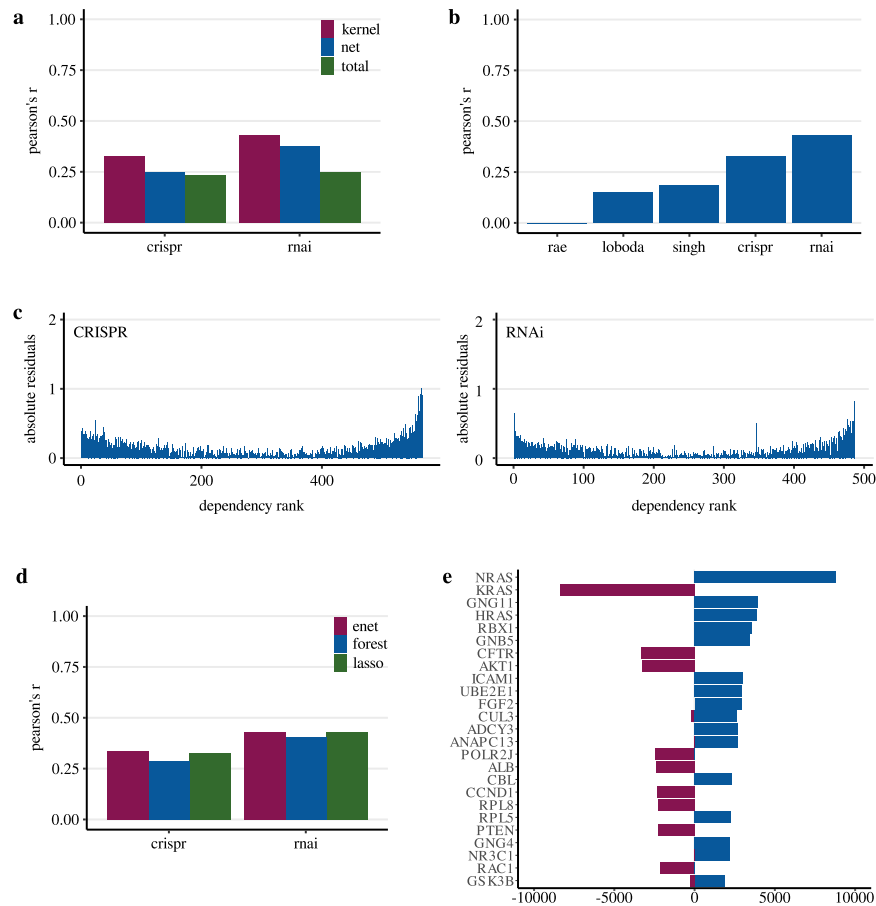 a
1.00
0.75
0.50
0.25
0.00
pearson's r
kernel
net
total
crispr
rnai
b
1.00
0.75
0.50
0.25
0.00
pearson's r
rae
loboda
singh
crispr
rnai
c
2
1
0
absolute residuals
CRISPR
0
200
400
dependency rank
2
1
0
absolute residuals
RNAi
0
100
200
300
400
500
dependency rank
d
1.00
0.75
0.50
0.25
0.00
pearson's r
enet
forest
lasso
crispr
rnai
e
NRAS
KRAS
GNG11
HRAS
RBX1
GNB5
CFTR
AKT1
ICAM1
UBE2E1
FGF2
CUL3
ADCY3
ANAPC13
POLR2J
ALB
CBL
CCND1
RPL8
RPL5
PTEN
GNG4
NR3C1
RAC1
GSK3B
-10000
-5000
0
5000
10000